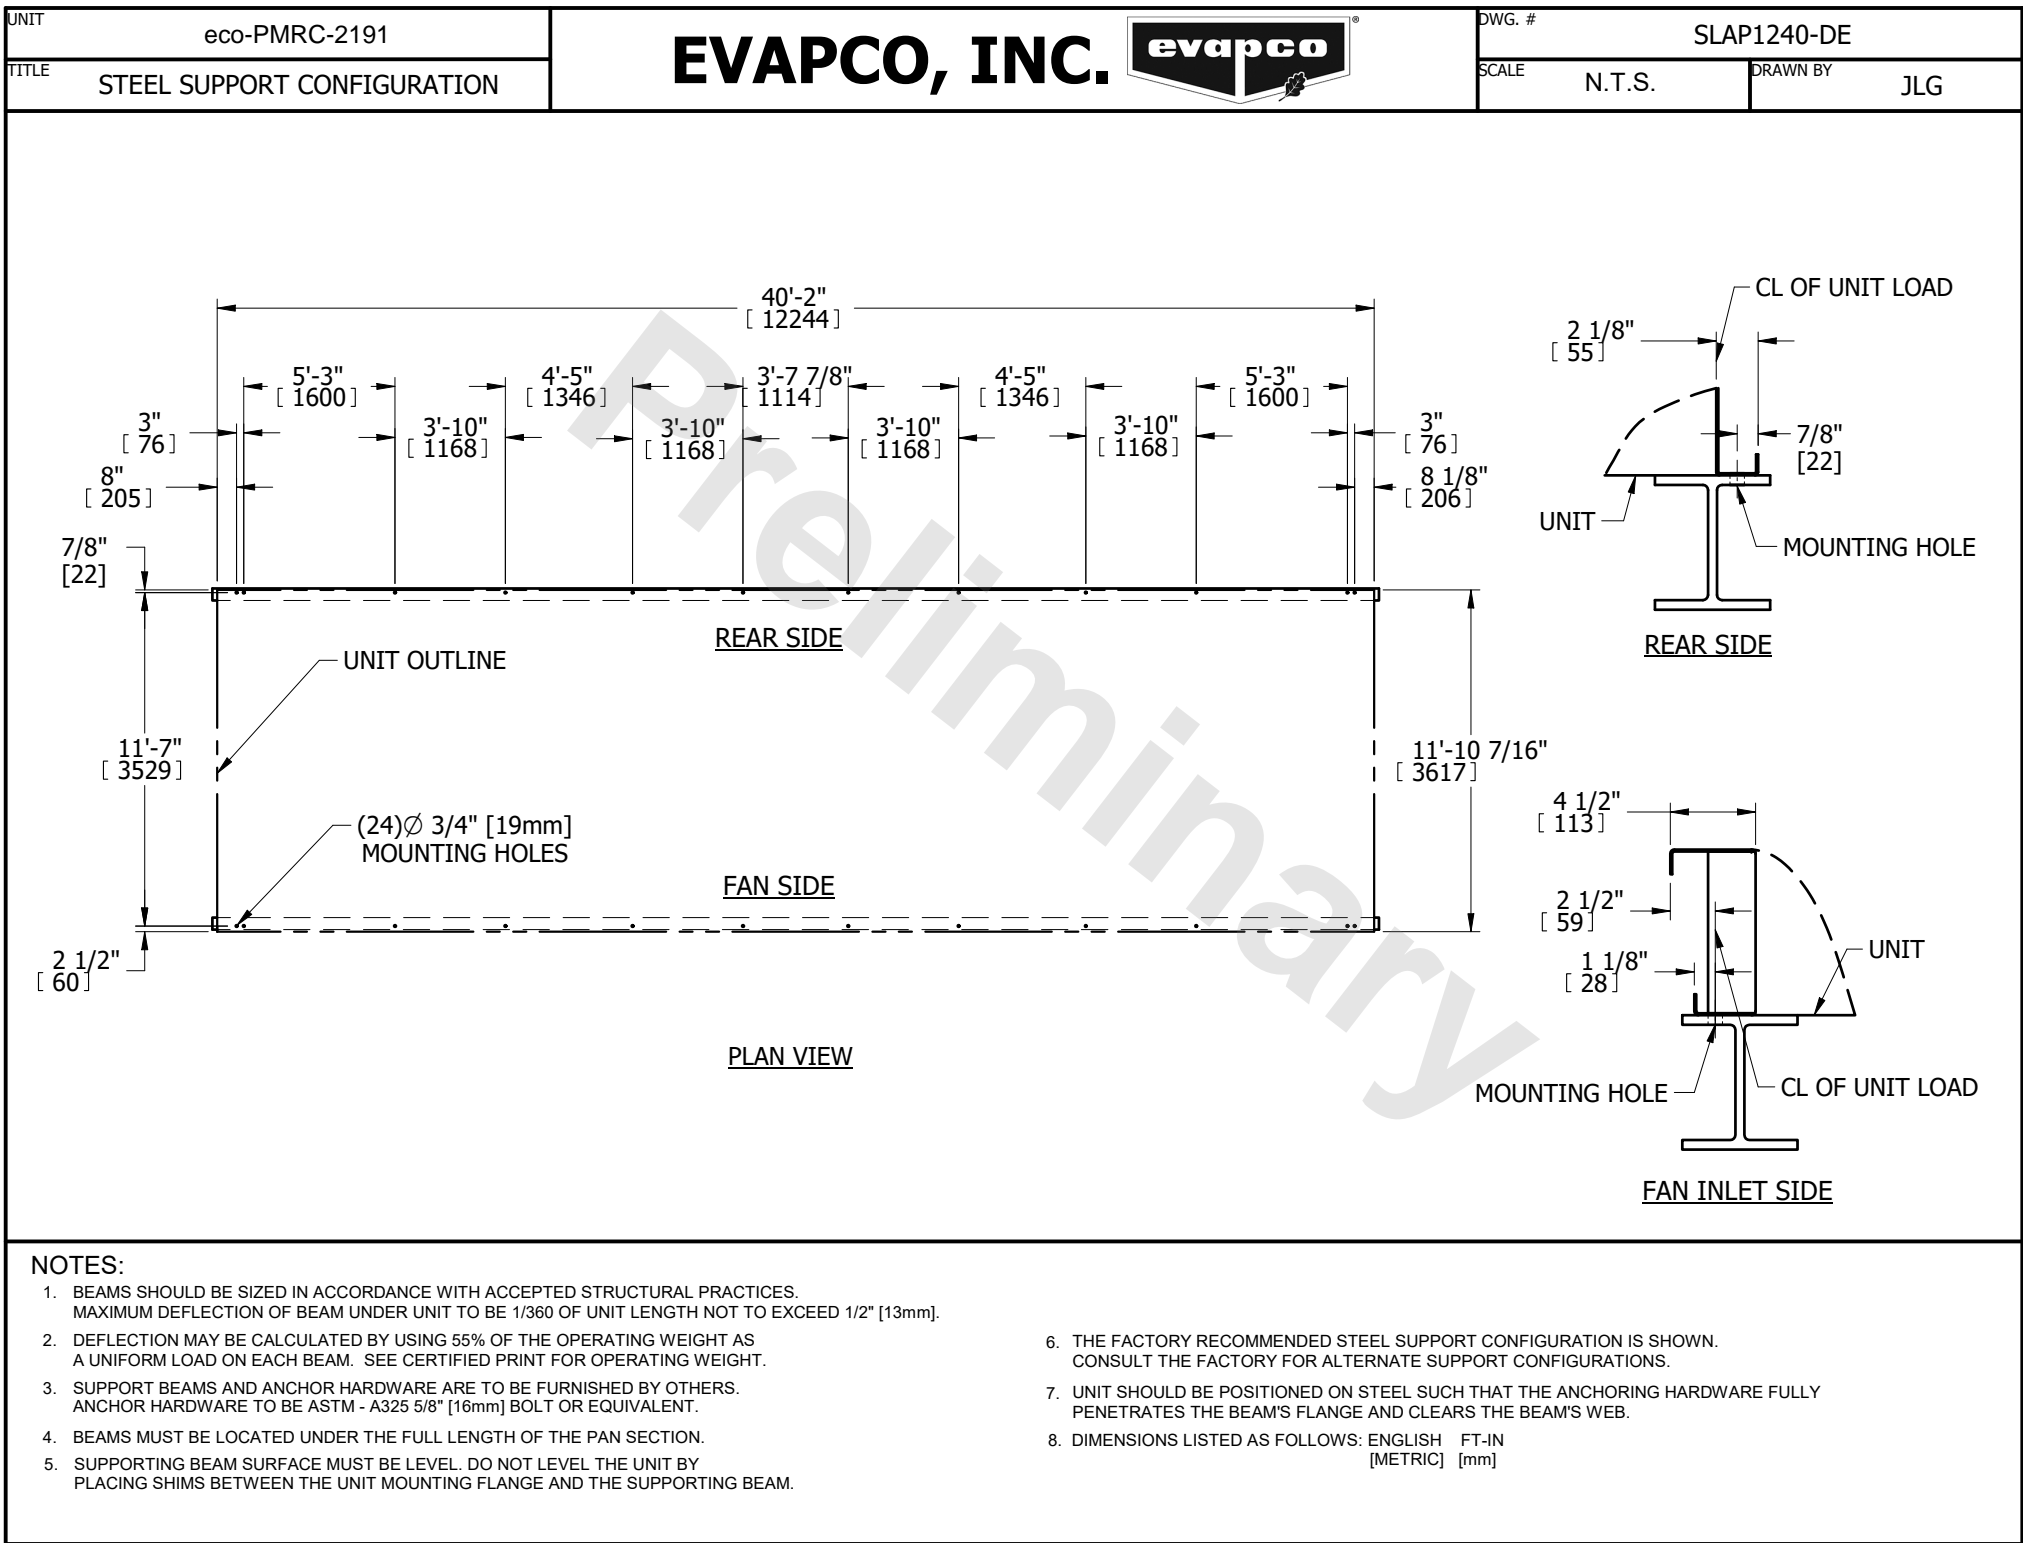 UNIT
eco-PMRC-2191
TITLE
STEEL SUPPORT CONFIGURATION
EVAPCO, INC.
evapco
®
DWG. #
SLAP1240-DE
SCALE
N.T.S.
DRAWN BY
JLG
40'-2"
[ 12244 ]
5'-3"
[ 1600 ]
4'-5"
[ 1346 ]
3'-7 7/8"
[ 1114 ]
4'-5"
[ 1346 ]
5'-3"
[ 1600 ]
3"
[ 76 ]
3'-10"
[ 1168 ]
3'-10"
[ 1168 ]
3'-10"
[ 1168 ]
3'-10"
[ 1168 ]
3"
[ 76 ]
8"
[ 205 ]
8 1/8"
[ 206 ]
7/8"
[22]
REAR SIDE
UNIT OUTLINE
11'-7"
[ 3529 ]
11'-10 7/16"
[ 3617 ]
(24)Ø 3/4" [19mm]
MOUNTING HOLES
FAN SIDE
2 1/2"
[ 60 ]
PLAN VIEW
Preliminary
CL OF UNIT LOAD
2 1/8"
[ 55 ]
7/8"
[22]
UNIT
MOUNTING HOLE
REAR SIDE
4 1/2"
[ 113 ]
2 1/2"
[ 59 ]
1 1/8"
[ 28 ]
UNIT
MOUNTING HOLE
CL OF UNIT LOAD
FAN INLET SIDE
NOTES:
1. BEAMS SHOULD BE SIZED IN ACCORDANCE WITH ACCEPTED STRUCTURAL PRACTICES.
MAXIMUM DEFLECTION OF BEAM UNDER UNIT TO BE 1/360 OF UNIT LENGTH NOT TO EXCEED 1/2" [13mm].
2. DEFLECTION MAY BE CALCULATED BY USING 55% OF THE OPERATING WEIGHT AS
A UNIFORM LOAD ON EACH BEAM. SEE CERTIFIED PRINT FOR OPERATING WEIGHT.
3. SUPPORT BEAMS AND ANCHOR HARDWARE ARE TO BE FURNISHED BY OTHERS.
ANCHOR HARDWARE TO BE ASTM - A325 5/8" [16mm] BOLT OR EQUIVALENT.
4. BEAMS MUST BE LOCATED UNDER THE FULL LENGTH OF THE PAN SECTION.
5. SUPPORTING BEAM SURFACE MUST BE LEVEL. DO NOT LEVEL THE UNIT BY
PLACING SHIMS BETWEEN THE UNIT MOUNTING FLANGE AND THE SUPPORTING BEAM.
6. THE FACTORY RECOMMENDED STEEL SUPPORT CONFIGURATION IS SHOWN.
CONSULT THE FACTORY FOR ALTERNATE SUPPORT CONFIGURATIONS.
7. UNIT SHOULD BE POSITIONED ON STEEL SUCH THAT THE ANCHORING HARDWARE FULLY
PENETRATES THE BEAM'S FLANGE AND CLEARS THE BEAM'S WEB.
8. DIMENSIONS LISTED AS FOLLOWS: ENGLISH FT-IN
[METRIC] [mm]